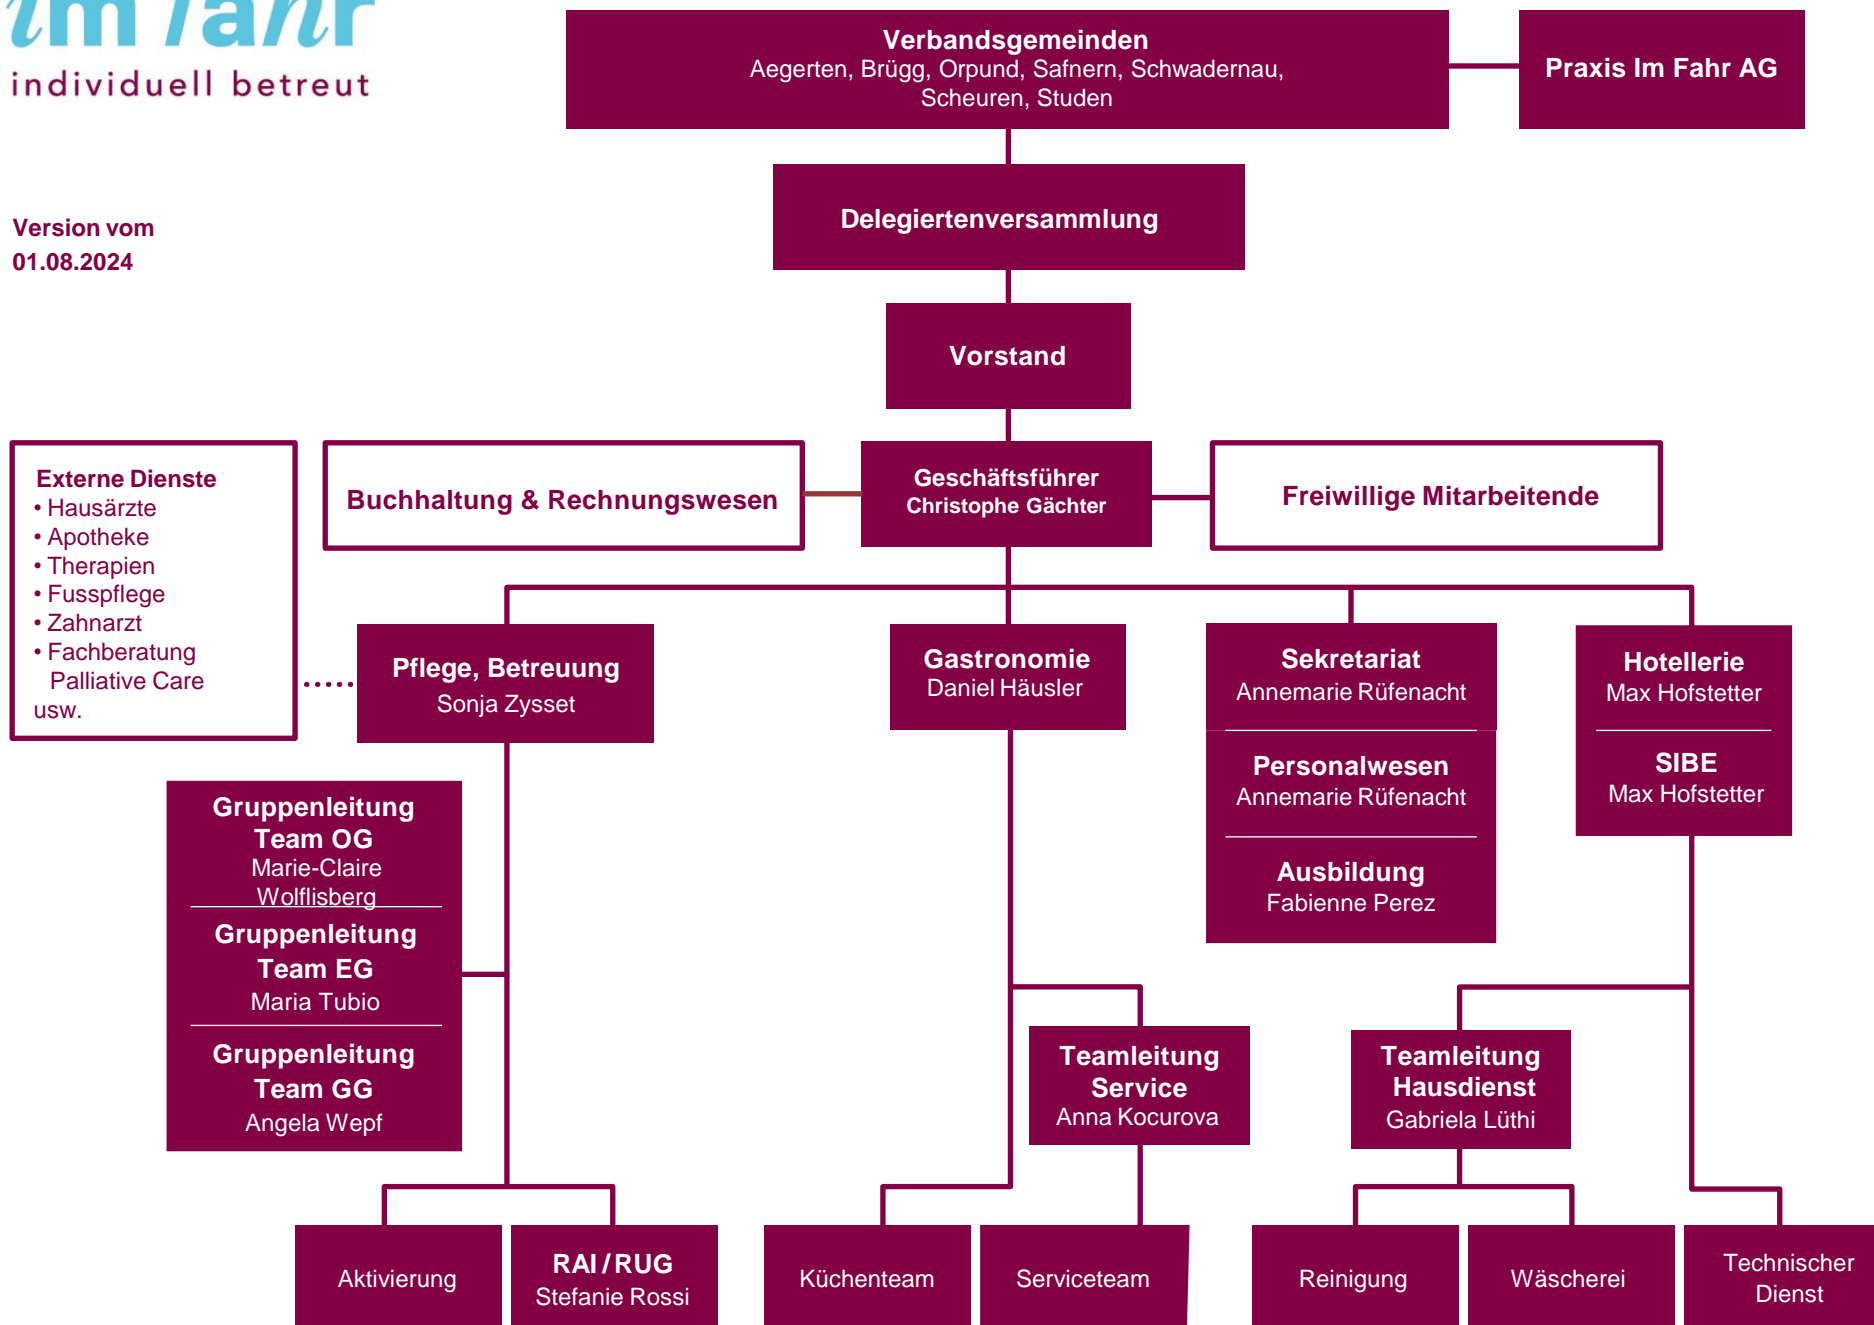 im fahr
individuell betreut
Version vom
01.08.2024
Verbandsgemeinden
Aegerten, Brügg, Orpund, Safnern, Schwadernau,
Scheuren, Studen
Praxis Im Fahr AG
Delegiertenversammlung
Vorstand
Externe Dienste
• Hausärzte
• Apotheke
• Therapien
• Fusspflege
• Zahnarzt
• Fachberatung
Palliative Care
usw.
Buchhaltung & Rechnungswesen
Geschäftsführer
Christophe Gächter
Freiwillige Mitarbeitende
Pflege, Betreuung
Sonja Zysset
Gastronomie
Daniel Häusler
Sekretariat
Annemarie Rüfenacht
Personalwesen
Annemarie Rüfenacht
Ausbildung
Fabienne Perez
Hotellerie
Max Hofstetter
SIBE
Max Hofstetter
Gruppenleitung
Team OG
Marie-Claire
Wolflisberg
Gruppenleitung
Team EG
Maria Tubio
Gruppenleitung
Team GG
Angela Wepf
Teamleitung
Service
Anna Kocurova
Teamleitung
Hausdienst
Gabriela Lüthi
Aktivierung
RAI / RUG
Stefanie Rossi
Küchenteam
Serviceteam
Reinigung
Wäscherei
Technischer
Dienst